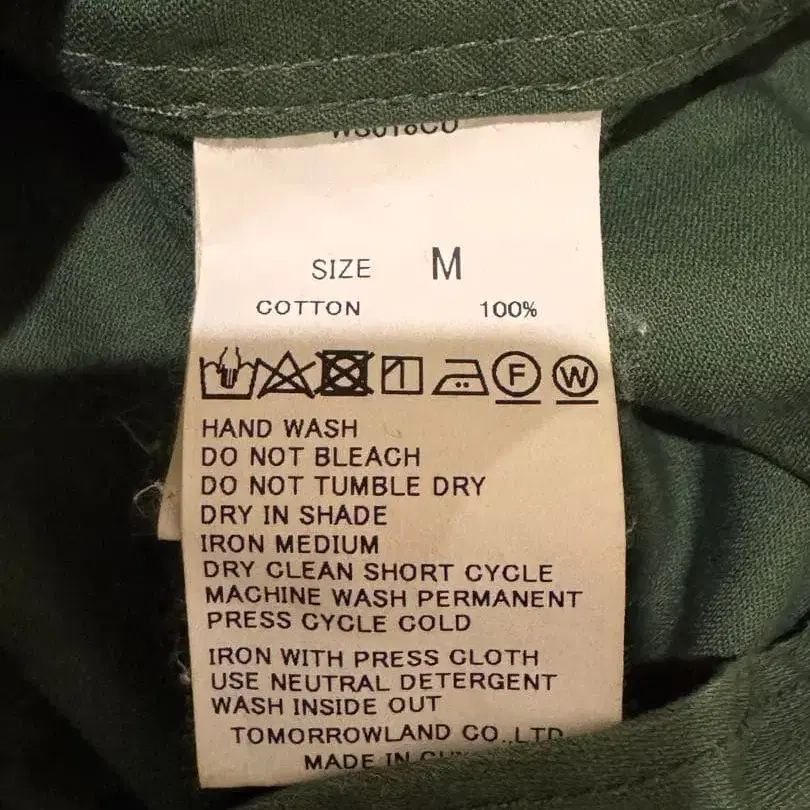 SIZE M
COTTON 100%
F W
HAND WASH
DO NOT BLEACH
DO NOT TUMBLE DRY
DRY IN SHADE
IRON MEDIUM
DRY CLEAN SHORT CYCLE
MACHINE WASH PERMANENT
PRESS CYCLE COLD
IRON WITH PRESS CLOTH
USE NEUTRAL DETERGENT
WASH INSIDE OUT
TOMORROWLAND CO.,LTD
MADE IN